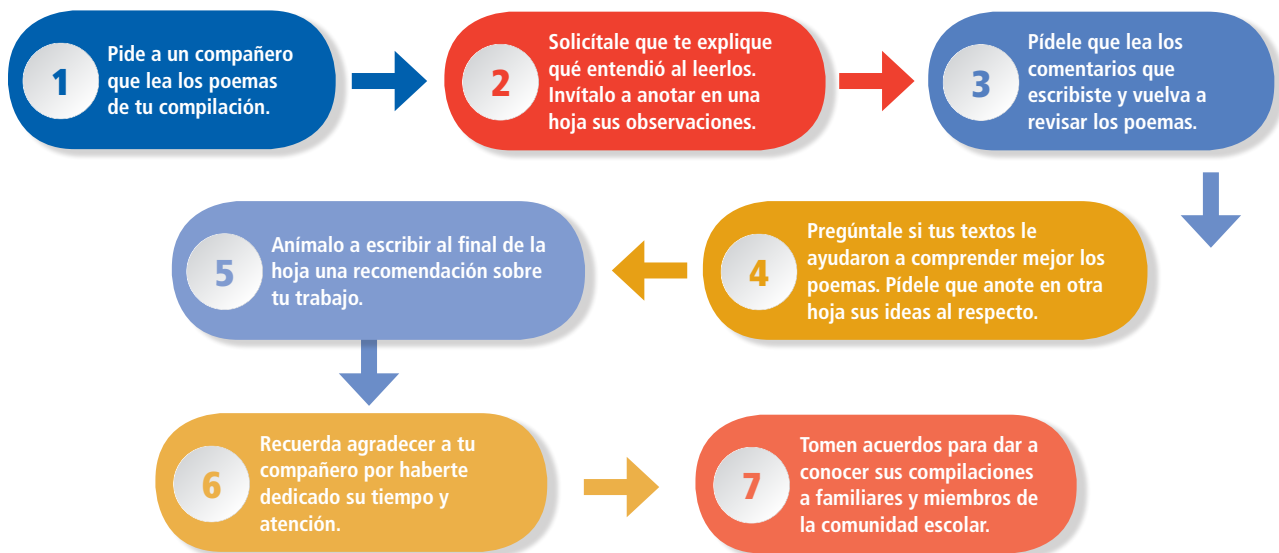 1
Pide a un compañero
que lea los poemas
de tu compilación.
2
Solicítale que te explique
qué entendió al leerlos.
Invítalo a anotar en una
hoja sus observaciones.
3
Pídele que lea los
comentarios que
escribiste y vuelva a
revisar los poemas.
4
Pregúntale si tus textos le
ayudaron a comprender mejor los
poemas. Pídele que anote en otra
hoja sus ideas al respecto.
5
Anímalo a escribir al final de la
hoja una recomendación sobre
tu trabajo.
6
Recuerda agradecer a tu
compañero por haberte
dedicado su tiempo y
atención.
7
Tomen acuerdos para dar a
conocer sus compilaciones
a familiares y miembros de
la comunidad escolar.